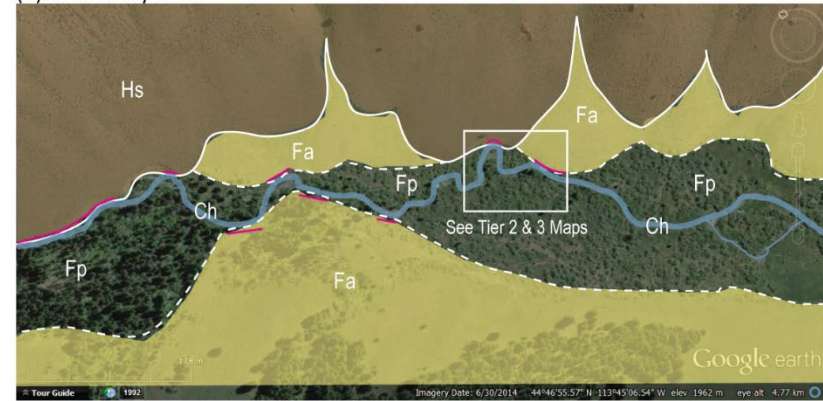 Hs
Fa
Fa
Fp
Fp
Ch
See Tier 2 & 3 Maps
Ch
Fp
Fa
Google earth
Tour Guide 1992 Imagery Date: 6/30/2014 44°46'55.57" N 113°45'06.54" W elev 1962 m eye alt 4.77 km